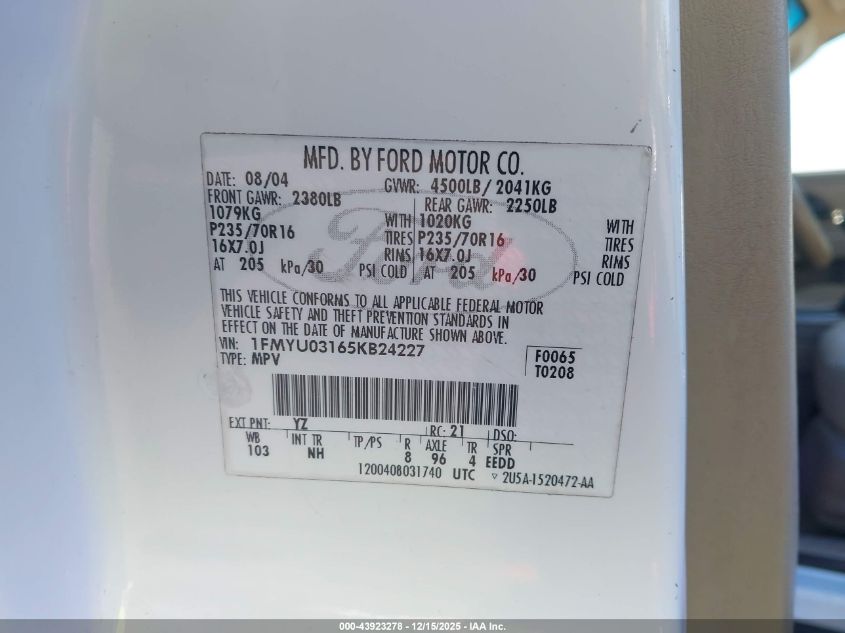 MFD. BY FORD MOTOR CO.
DATE: 08/04 GVWR: 4500LB/ 2041KG
FRONT GAWR: 2380LB REAR GAWR: 2250LB
1079KG WITH 1020KG WITH
P235/70R16 TIRES P235/70R16 TIRES
16X7.0J RIMS 16X7.0J RIMS
AT 205 kPa/30 PSI COLD AT 205 kPa/30 PSI COLD
Ford
THIS VEHICLE CONFORMS TO ALL APPLICABLE FEDERAL MOTOR
VEHICLE SAFETY AND THEFT PREVENTION STANDARDS IN
EFFECT ON THE DATE OF MANUFACTURE SHOWN ABOVE.
VIN: 1FMYU03165KB24227 F0065
TYPE: MPV T0208
EXT PNT: YZ RC: 21 DSO:
WB INT TR TP/PS R AXLE TR SPR
103 NH 8 96 4 EEDD
1200408031740 UTC 2U5A-1520472-AA
000-43923278 - 12/15/2025 - IAA Inc.